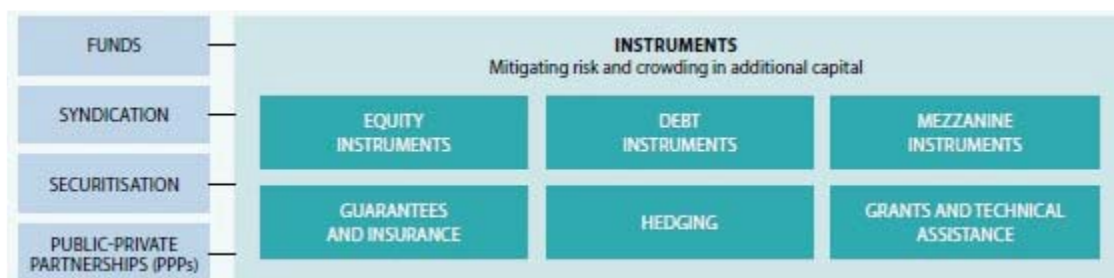 FUNDS
SYNDICATION
SECURITISATION
PUBLIC-PRIVATE
PARTNERSHIPS (PPPs)
INSTRUMENTS
Mitigating risk and crowding in additional capital
EQUITY
INSTRUMENTS
DEBT
INSTRUMENTS
MEZZANINE
INSTRUMENTS
GUARANTEES
AND INSURANCE
HEDGING
GRANTS AND TECHNICAL
ASSISTANCE